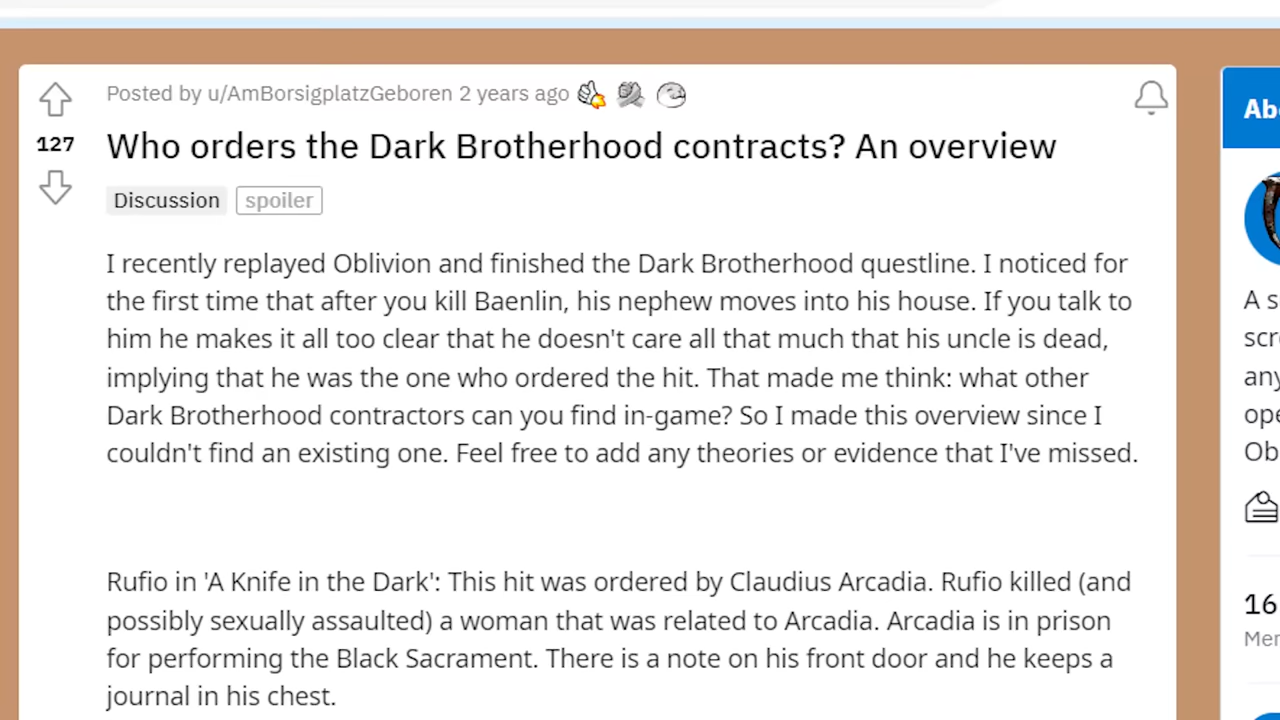 Posted by u/AmBorsigplatzGeboren 2 years ago
127
Who orders the Dark Brotherhood contracts? An overview
Discussion spoiler
I recently replayed Oblivion and finished the Dark Brotherhood questline. I noticed for
the first time that after you kill Baenlin, his nephew moves into his house. If you talk to
him he makes it all too clear that he doesn't care all that much that his uncle is dead,
implying that he was the one who ordered the hit. That made me think: what other
Dark Brotherhood contractors can you find in-game? So I made this overview since I
couldn't find an existing one. Feel free to add any theories or evidence that I've missed.
Rufio in 'A Knife in the Dark': This hit was ordered by Claudius Arcadia. Rufio killed (and
possibly sexually assaulted) a woman that was related to Arcadia. Arcadia is in prison
for performing the Black Sacrament. There is a note on his front door and he keeps a
journal in his chest.
Ab
A s
scr
any
ope
Ob
16
Mer